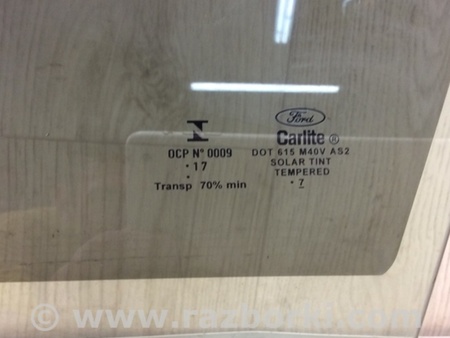 OCP N° 0009
·17
·
Transp 70% min
Ford
Carlite ®
DOT 615 M40V AS2
SOLAR TINT
TEMPERED
·7
© www.razborki.com